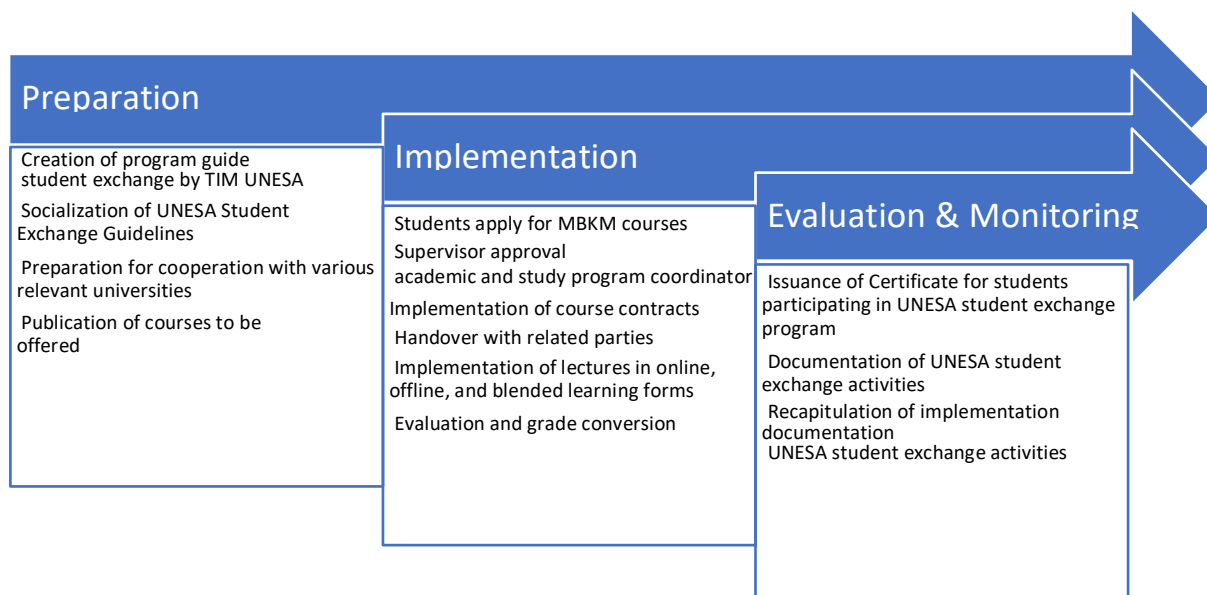 Preparation
Creation of program guide
student exchange by TIM UNESA
Socialization of UNESA Student
Exchange Guidelines
Preparation for cooperation with various
relevant universities
Publication of courses to be
offered
Implementation
Students apply for MBKM courses
Supervisor approval
academic and study program coordinator
Implementation of course contracts
Handover with related parties
Implementation of lectures in online,
offline, and blended learning forms
Evaluation and grade conversion
Evaluation & Monitoring
Issuance of Certificate for students
participating in UNESA student exchange
program
Documentation of UNESA student
exchange activities
Recapitulation of implementation
documentation
UNESA student exchange activities